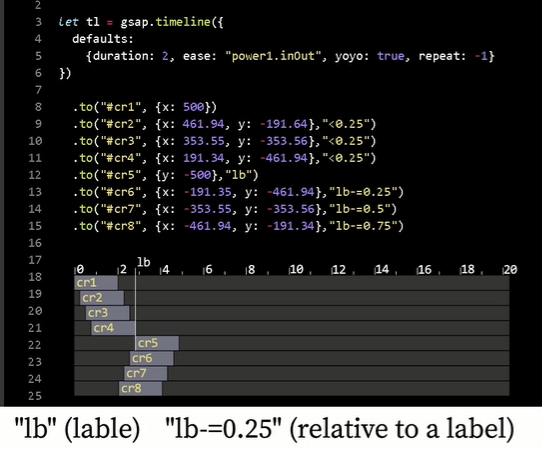 2
3 let tl = gsap.timeline({
4 defaults:
5 {duration: 2, ease: "power1.inOut", yoyo: true, repeat: -1}
6 })
7
8 .to("#cr1", {x: 500})
9 .to("#cr2", {x: 461.94, y: -191.64},"<0.25")
10 .to("#cr3", {x: 353.55, y: -353.56},"<0.25")
11 .to("#cr4", {x: 191.34, y: -461.94},"<0.25")
12 .to("#cr5", {y: -500},"lb")
13 .to("#cr6", {x: -191.35, y: -461.94},"lb-=0.25")
14 .to("#cr7", {x: -353.55, y: -353.56},"lb-=0.5")
15 .to("#cr8", {x: -461.94, y: -191.34},"lb-=0.75")
16
17 lb
18 0 2 4 6 8 10 12 14 16 18 20
cr1
19 cr2
20 cr3
21 cr4
22 cr5
23 cr6
24 cr7
25 cr8
"lb" (lable) "lb-=0.25" (relative to a label)